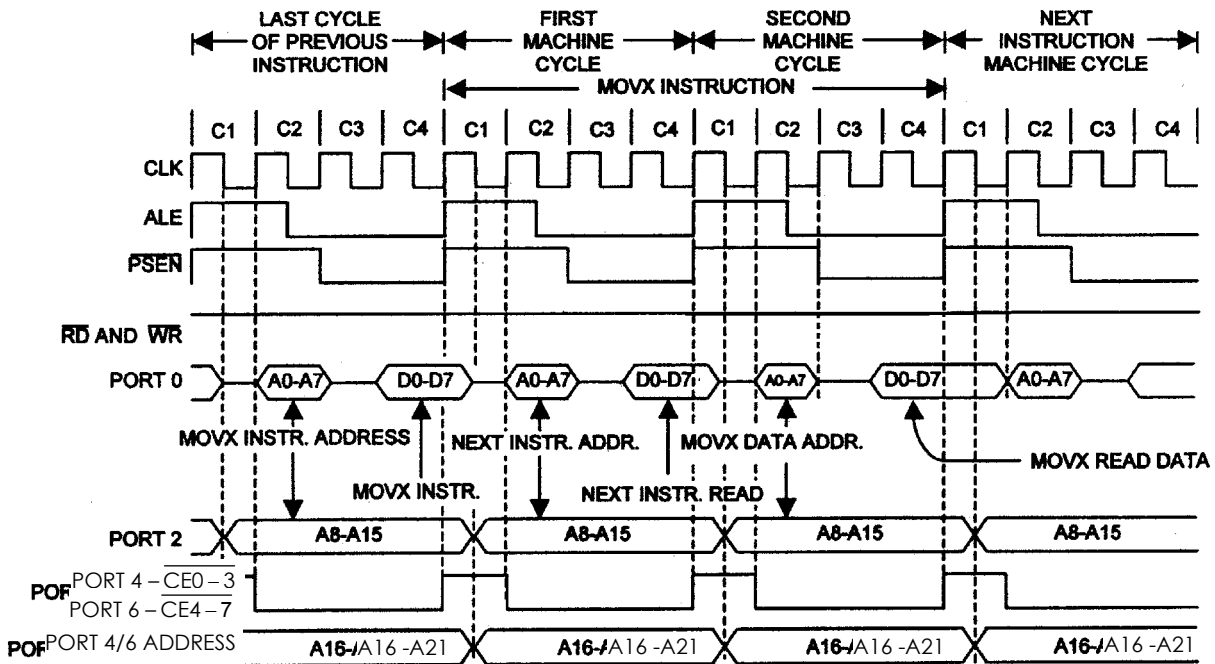 LAST CYCLE
OF PREVIOUS
INSTRUCTION
FIRST
MACHINE
CYCLE
SECOND
MACHINE
CYCLE
NEXT
INSTRUCTION
MACHINE CYCLE
MOVX INSTRUCTION
C1 C2 C3 C4 C1 C2 C3 C4 C1 C2 C3 C4 C1 C2 C3 C4
CLK
ALE
PSEN
RD AND WR
PORT 0 A0-A7 D0-D7 A0-A7 D0-D7 A0-A7 D0-D7 A0-A7
MOVX INSTR. ADDRESS NEXT INSTR. ADDR. MOVX DATA ADDR.
MOVX READ DATA
MOVX INSTR. NEXT INSTR. READ
PORT 2 A8-A15 A8-A15 A8-A15 A8-A15
PORT 4 – CE0 – 3
POF
PORT 6 – CE4 – 7
POF PORT 4/6 ADDRESS A16-A16 -A21 A16-A16 -A21 A16-A16 -A21 A16-A16 -A21